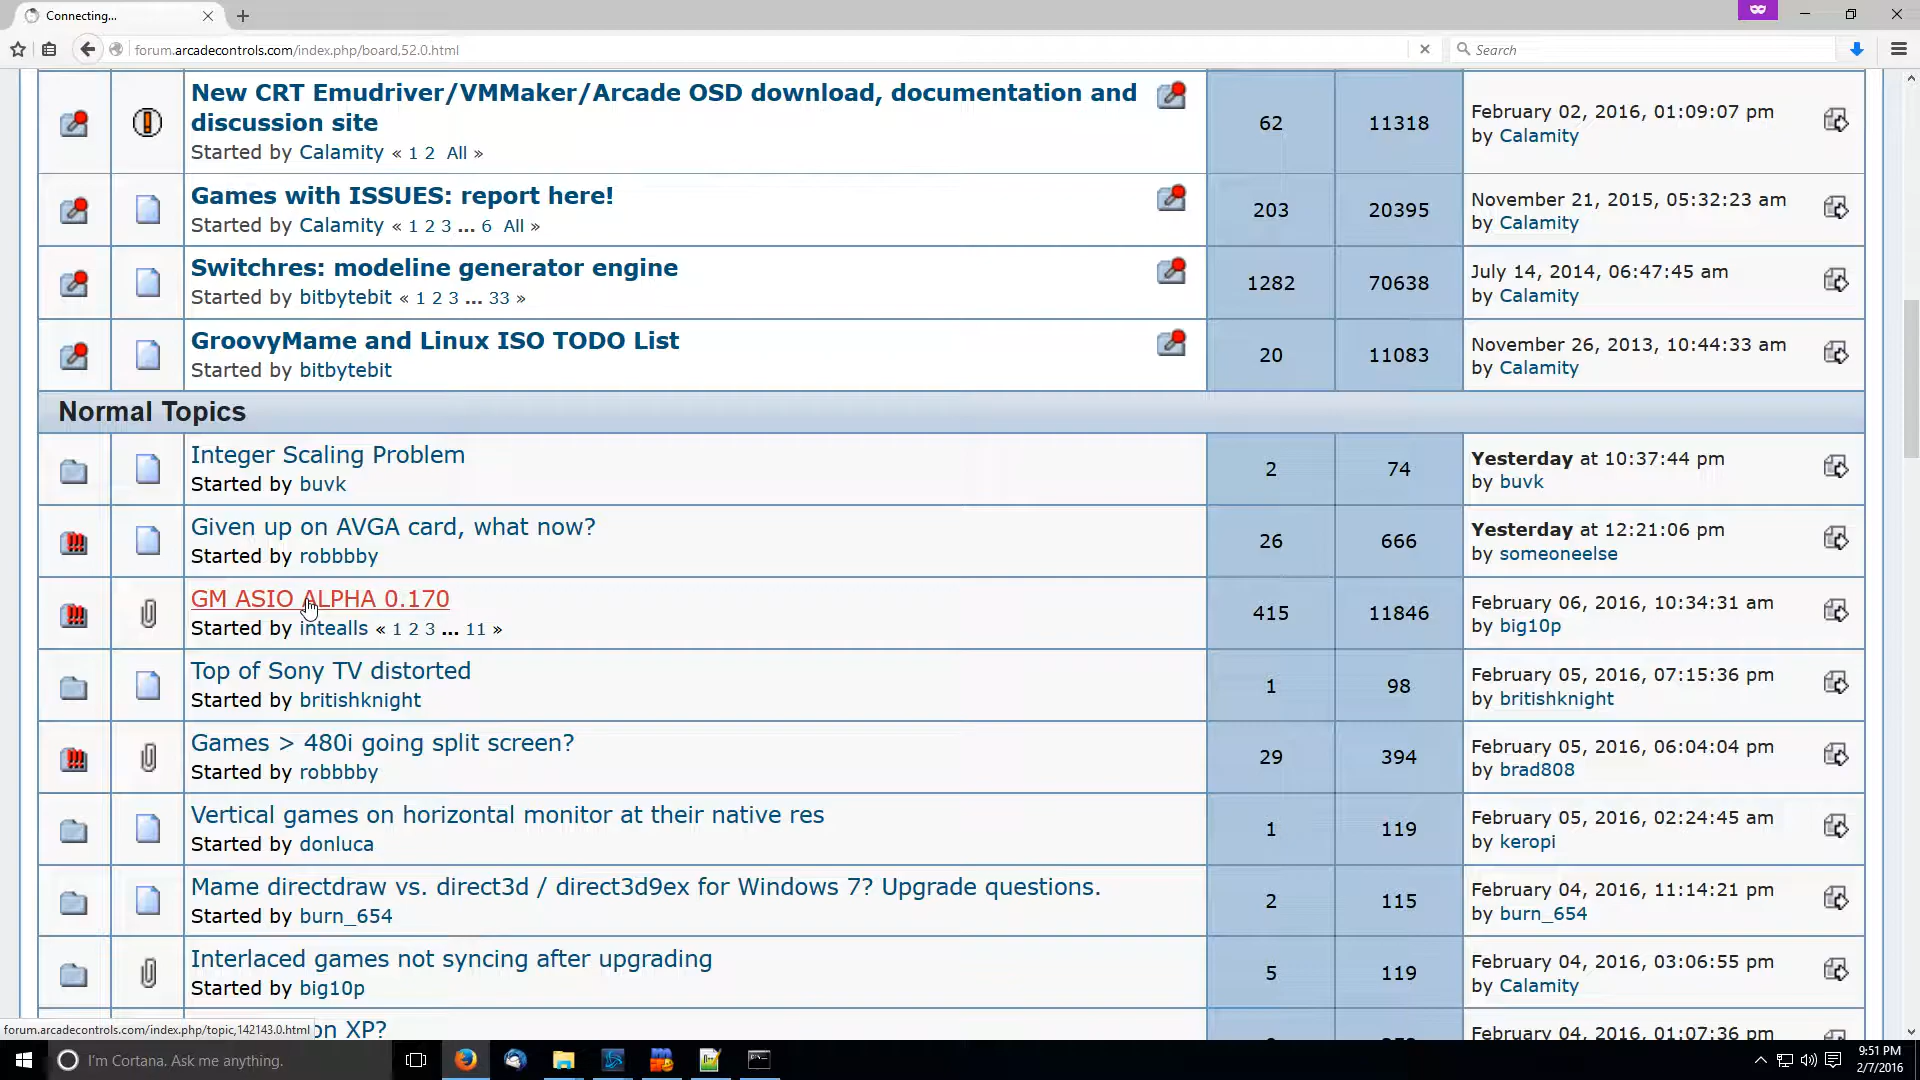 Connecting...
forum.arcadecontrols.com/index.php/board,52.0.html
Search
New CRT Emudriver/VMMaker/Arcade OSD download, documentation and
discussion site
Started by Calamity « 1 2 All »
62
11318
February 02, 2016, 01:09:07 pm
by Calamity
Games with ISSUES: report here!
Started by Calamity « 1 2 3 ... 6 All »
203
20395
November 21, 2015, 05:32:23 am
by Calamity
Switchres: modeline generator engine
Started by bitbytebit « 1 2 3 ... 33 »
1282
70638
July 14, 2014, 06:47:45 am
by Calamity
GroovyMame and Linux ISO TODO List
Started by bitbytebit
20
11083
November 26, 2013, 10:44:33 am
by Calamity
Normal Topics
Integer Scaling Problem
Started by buvk
2
74
Yesterday at 10:37:44 pm
by buvk
Given up on AVGA card, what now?
Started by robbbby
26
666
Yesterday at 12:21:06 pm
by someoneelse
GM ASIO ALPHA 0.170
Started by intealls « 1 2 3 ... 11 »
415
11846
February 06, 2016, 10:34:31 am
by big10p
Top of Sony TV distorted
Started by britishknight
1
98
February 05, 2016, 07:15:36 pm
by britishknight
Games > 480i going split screen?
Started by robbbby
29
394
February 05, 2016, 06:04:04 pm
by brad808
Vertical games on horizontal monitor at their native res
Started by donluca
1
119
February 05, 2016, 02:24:45 am
by keropi
Mame directdraw vs. direct3d / direct3d9ex for Windows 7? Upgrade questions.
Started by burn_654
2
115
February 04, 2016, 11:14:21 pm
by burn_654
Interlaced games not syncing after upgrading
Started by big10p
5
119
February 04, 2016, 03:06:55 pm
by Calamity
on XP?
February 04, 2016, 01:07:36 pm
forum.arcadecontrols.com/index.php/topic,142143.0.html
I'm Cortana. Ask me anything.
9:51 PM
2/7/2016